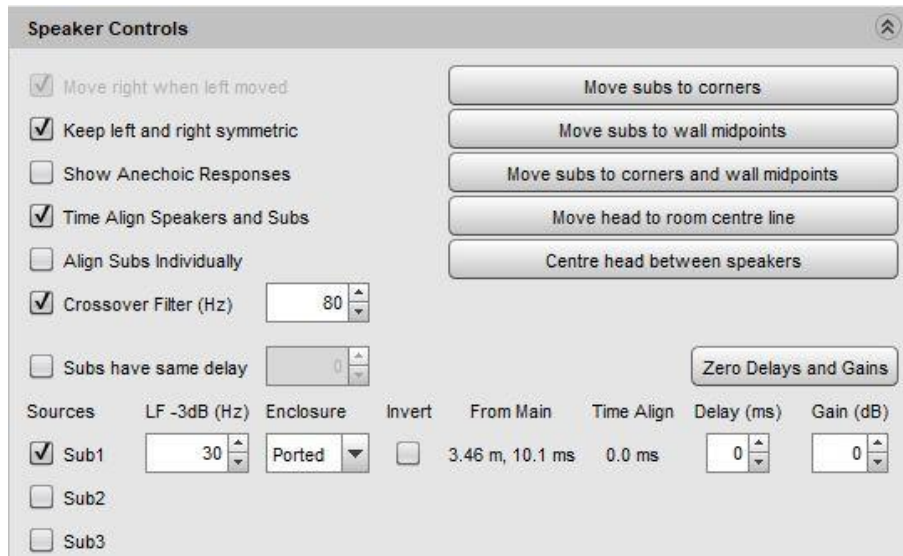 Speaker Controls
Move right when left moved
Move subs to corners
Keep left and right symmetric
Move subs to wall midpoints
Show Anechoic Responses
Move subs to corners and wall midpoints
Time Align Speakers and Subs
Move head to room centre line
Align Subs Individually
Centre head between speakers
Crossover Filter (Hz) 80
Subs have same delay 0
Zero Delays and Gains
Sources LF -3dB (Hz) Enclosure Invert From Main Time Align Delay (ms) Gain (dB)
Sub1 30 Ported 3.46 m, 10.1 ms 0.0 ms 0 0
Sub2
Sub3